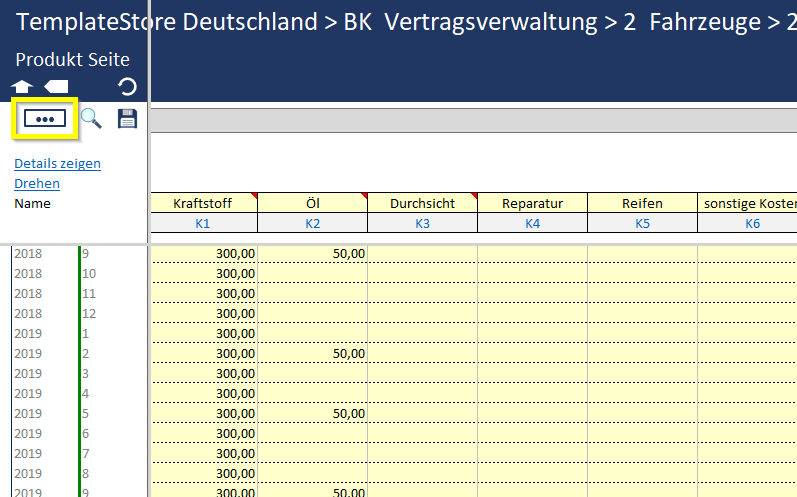 TemplateStore Deutschland > BK Vertragsverwaltung > 2 Fahrzeuge > 2
Produkt Seite
Details zeigen
Drehen
Name Kraftstoff Öl Durchsicht Reparatur Reifen sonstige Kosten
K1 K2 K3 K4 K5 K6
2018 9 300,00 50,00
2018 10 300,00
2018 11 300,00
2018 12 300,00
2019 1 300,00
2019 2 300,00 50,00
2019 3 300,00
2019 4 300,00
2019 5 300,00 50,00
2019 6 300,00
2019 7 300,00
2019 8 300,00
2019 9 300,00 50,00